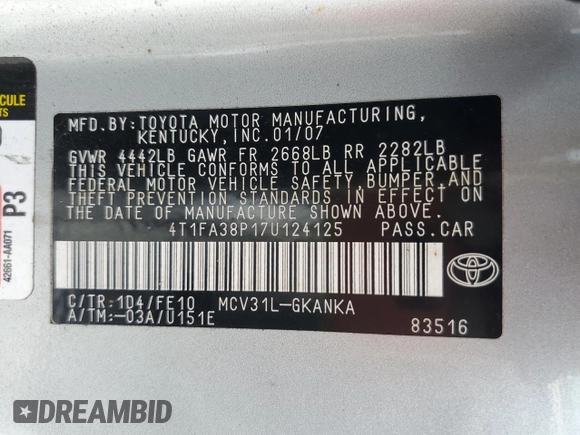 MFD.BY:TOYOTA MOTOR MANUFACTURING,
KENTUCKY,INC.01/07
GVWR 4442LB GAWR FR 2668LB RR 2282LB
THIS VEHICLE CONFORMS TO ALL APPLICABLE
FEDERAL MOTOR VEHICLE SAFETY,BUMPER,AND
THEFT PREVENTION STANDARDS IN EFFECT ON
THE DATE OF MANUFACTURE SHOWN ABOVE.
4T1FA38P17U124125 PASS.CAR
C/TR:1D4/FE10 MCV31L-GKANKA
A/TM:-03A/U151E
83516
TOYOTA
P3
42661-AA071
DREAMBID